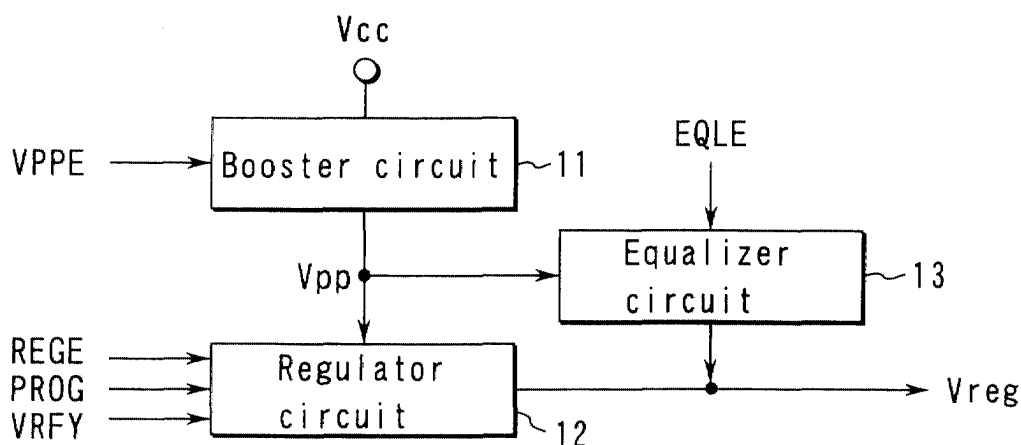 Vcc
VPPE
Booster circuit
11
EQLE
Equalizer
circuit
13
Vpp
REGE
PROG
VRFY
Regulator
circuit
12
Vreg